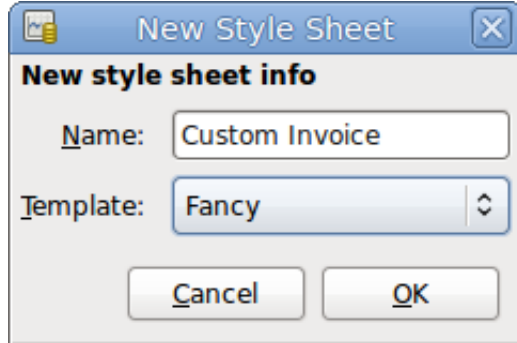 New Style Sheet
New style sheet info
Name: Custom Invoice
Template: Fancy
Cancel OK